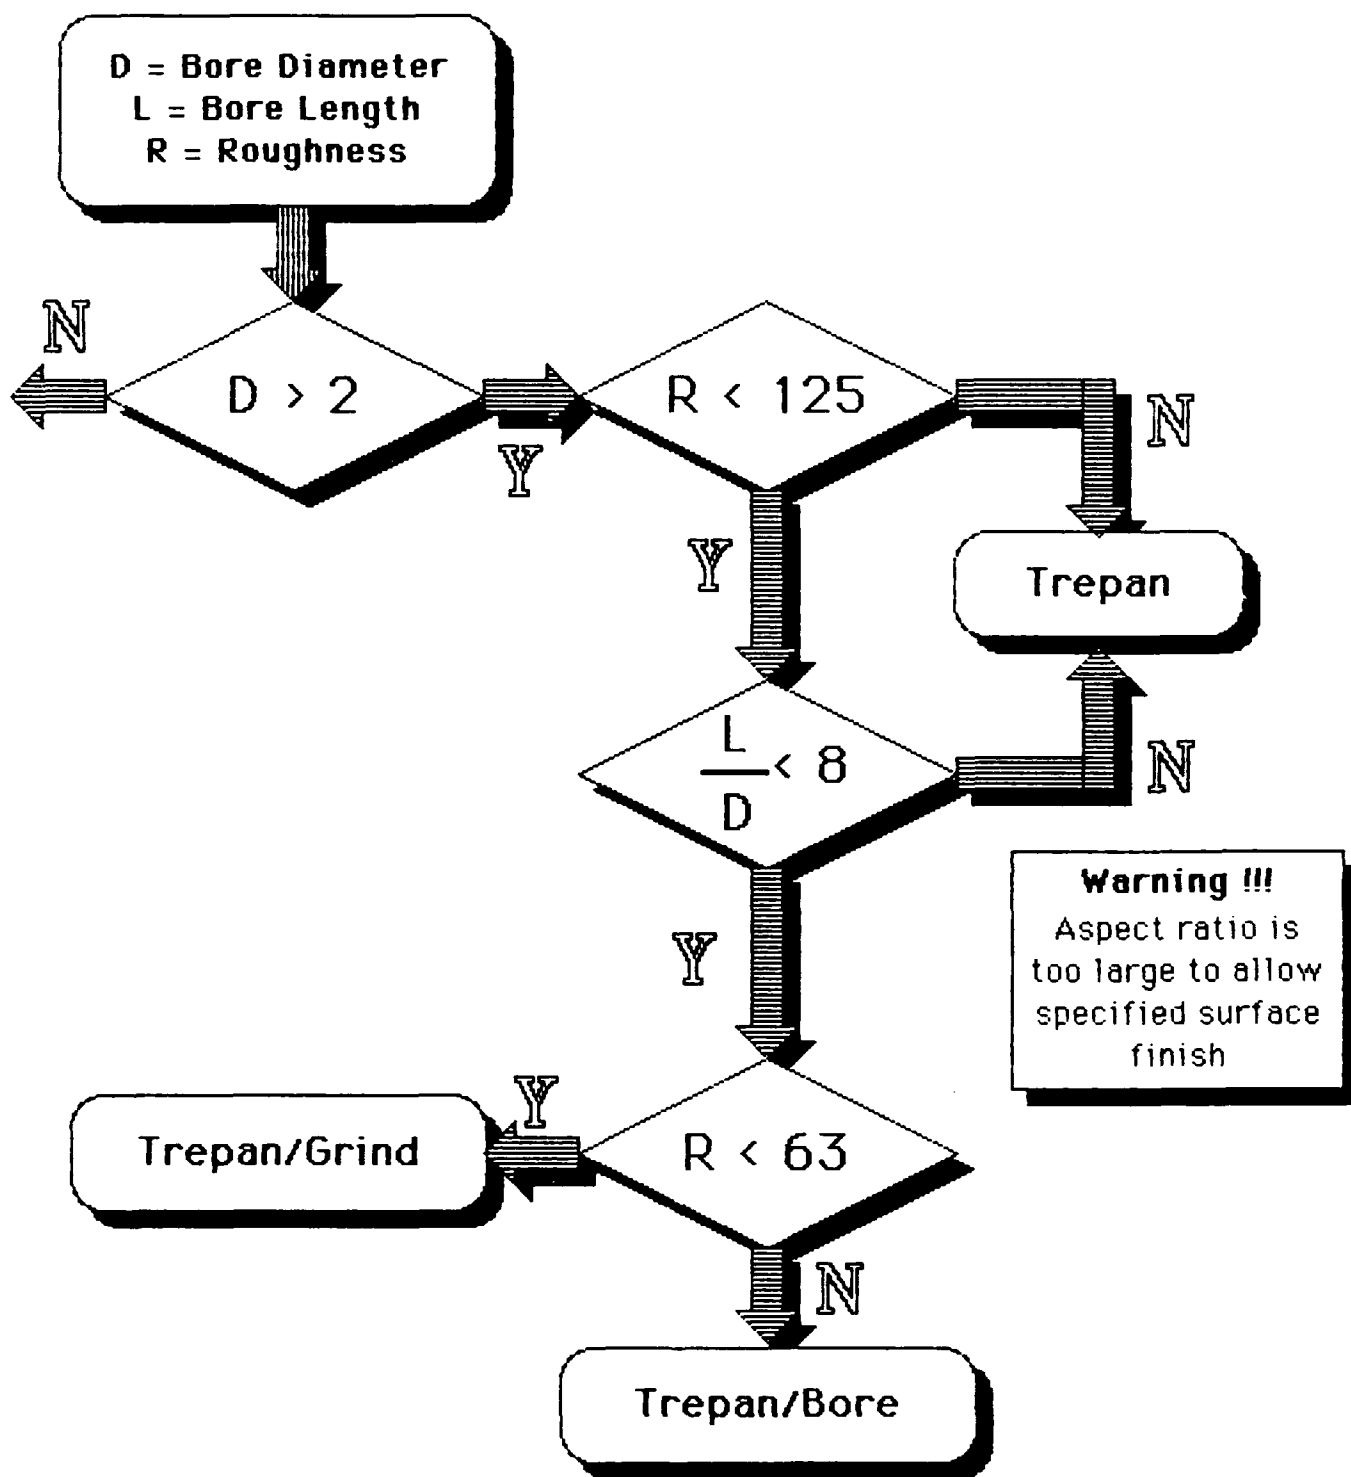 D = Bore Diameter
L = Bore Length
R = Roughness
N
D > 2
Y
R < 125
N
Y
Trepan
L
< 8
D
N
Warning !!!
Aspect ratio is
too large to allow
specified surface
finish
Y
Y
Trepan/Grind
R < 63
N
Trepan/Bore